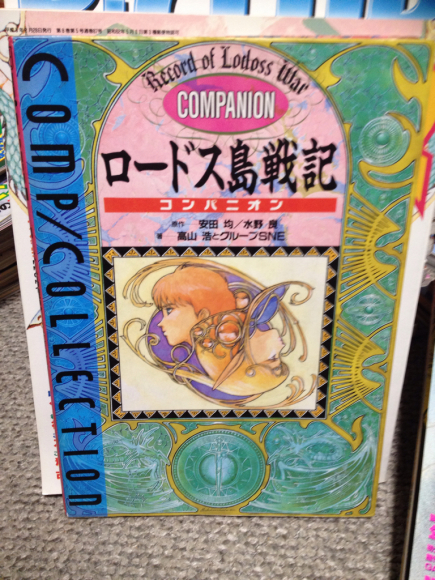 Record of Lodoss War
COMPANION
ロードス島戦記
コンパニオン
原作 安田 均/水野 良
著 高山 浩とグループSNE
COMP/COLLECTION